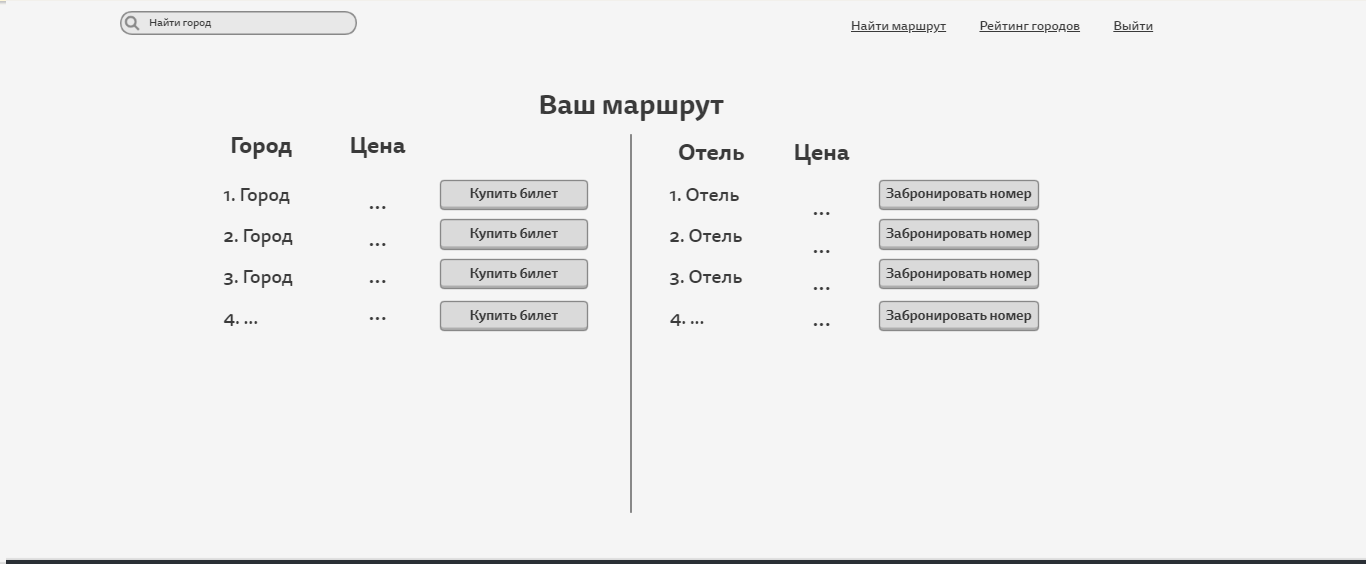 Найти город
Найти маршрут Рейтинг городов Выйти
Ваш маршрут
Город Цена
1. Город ... Купить билет
2. Город ... Купить билет
3. Город ... Купить билет
4. ... ... Купить билет
Отель Цена
1. Отель ... Забронировать номер
2. Отель ... Забронировать номер
3. Отель ... Забронировать номер
4. ... ... Забронировать номер